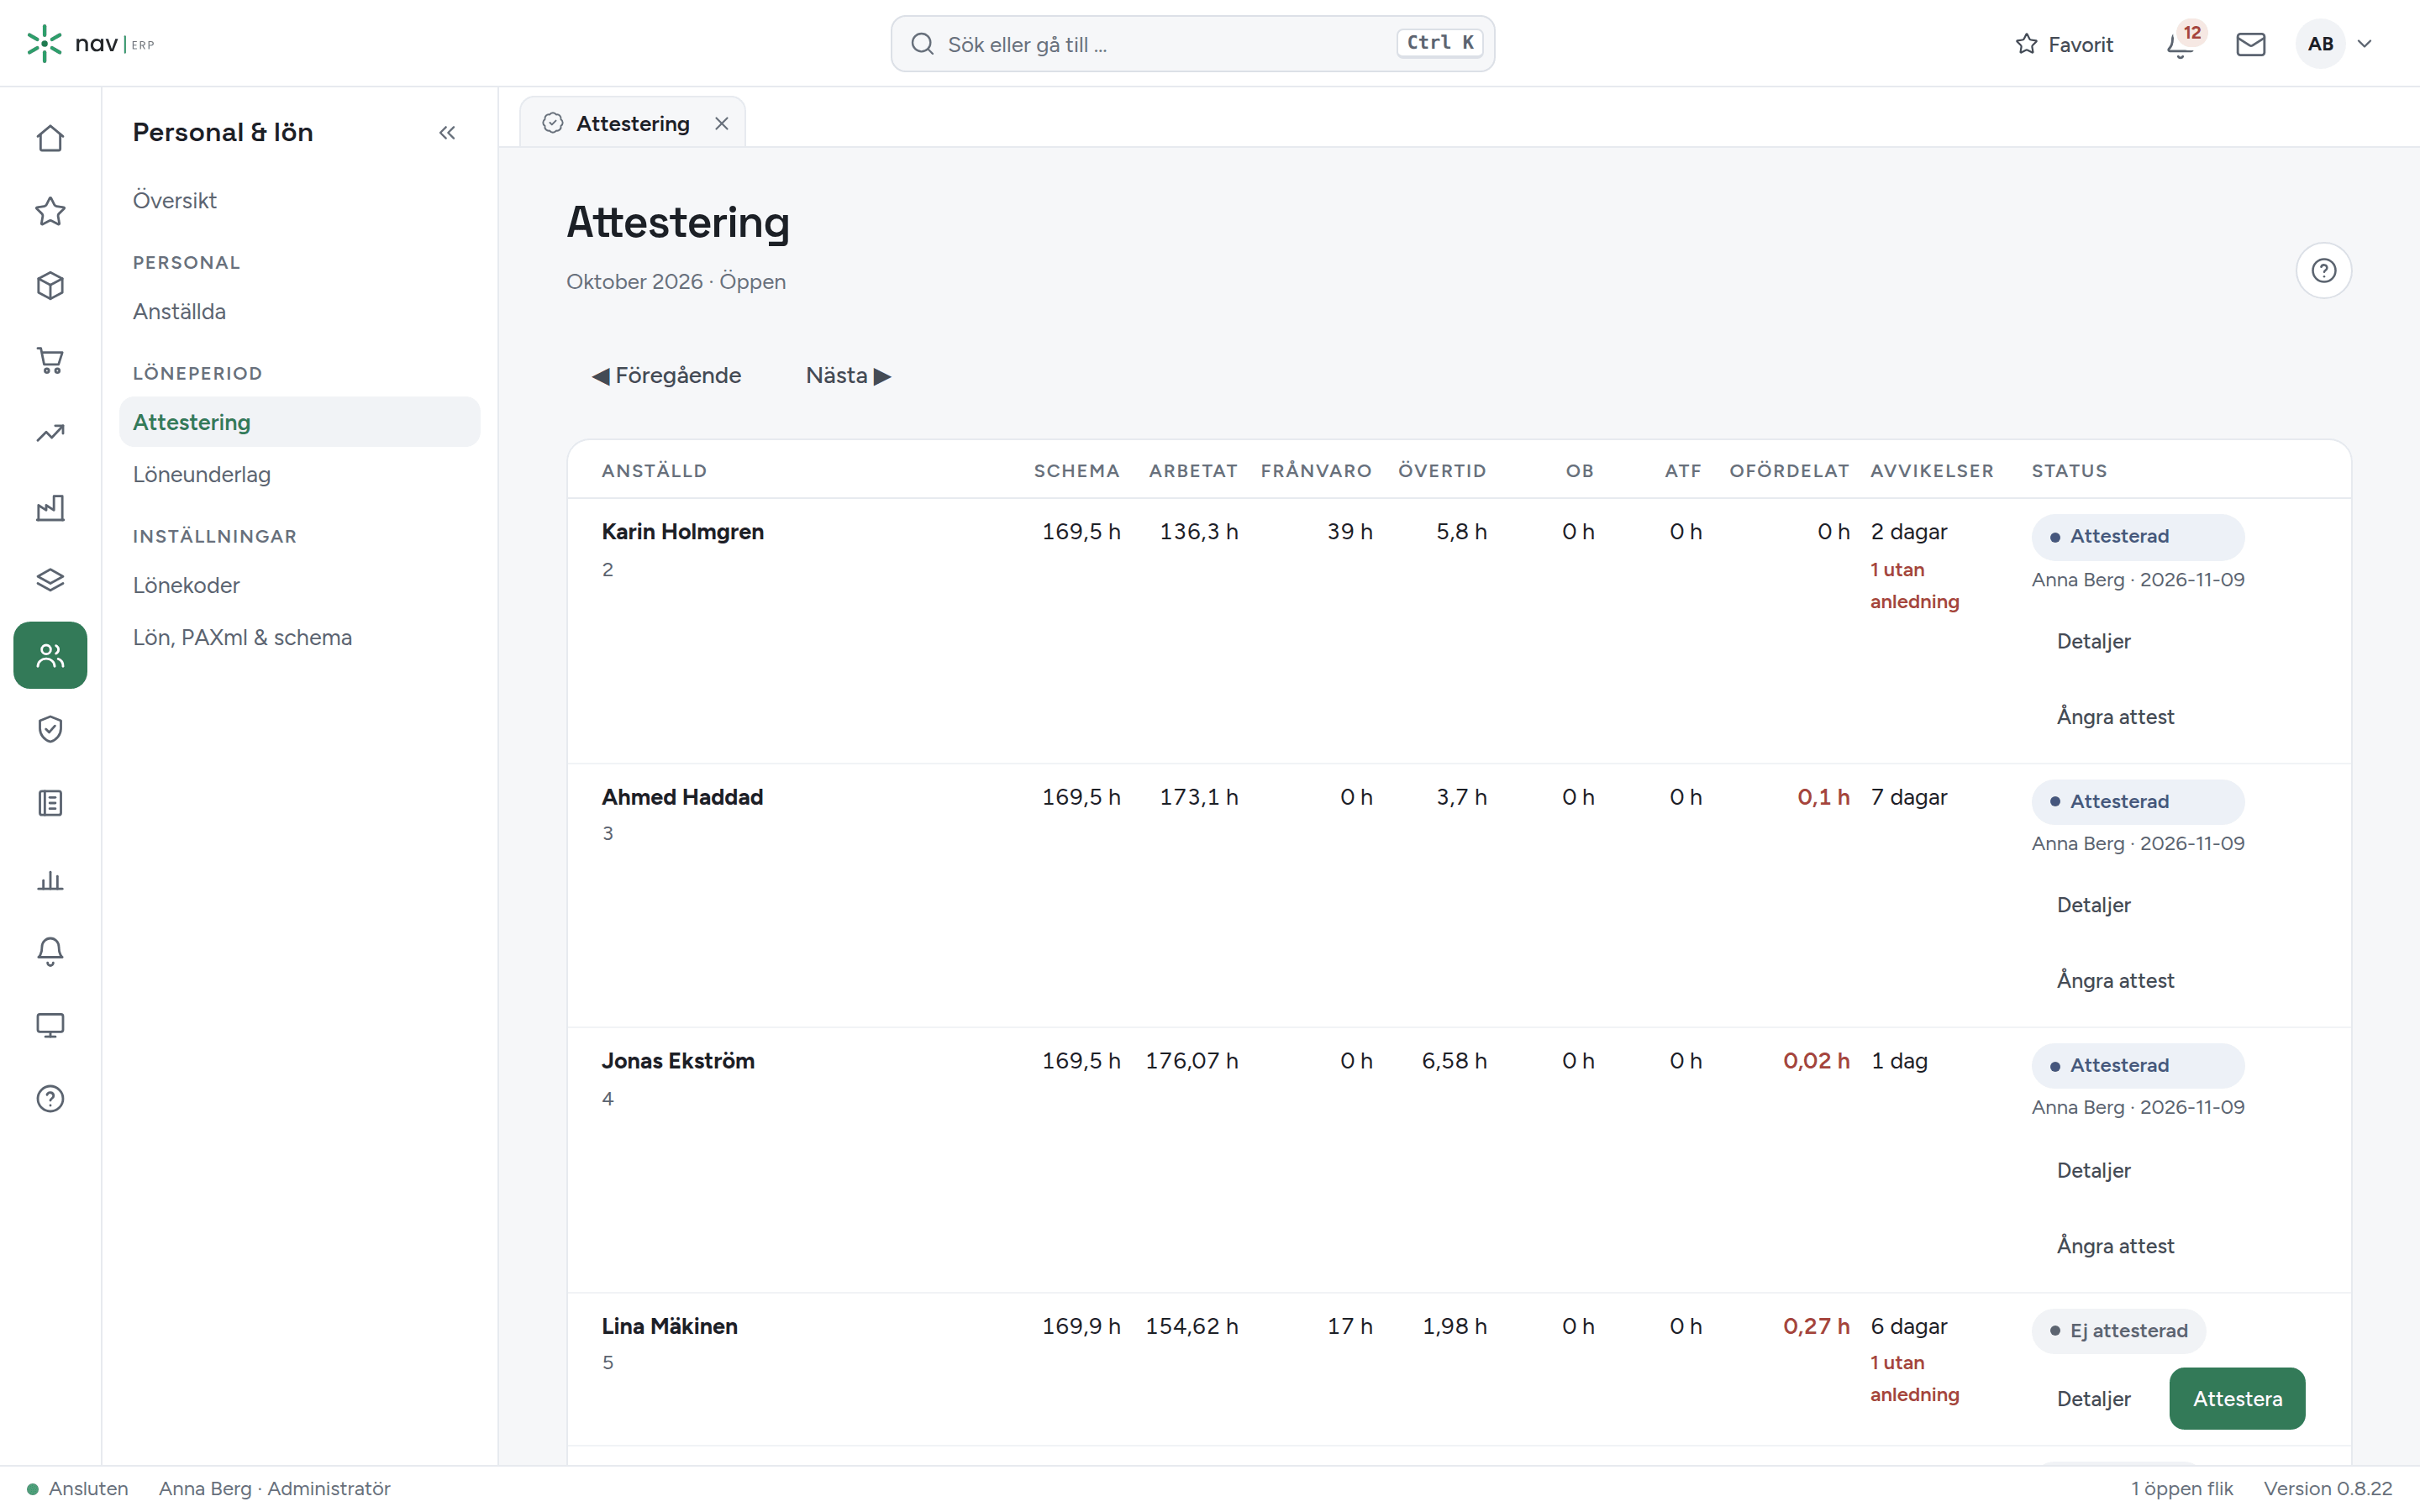 nav | ERP
Sök eller gå till ...
Ctrl K
Favorit
12
AB
Personal & lön
Översikt
PERSONAL
Anställda
LÖNEPERIOD
Attestering
Löneunderlag
INSTÄLLNINGAR
Lönekoder
Lön, PAXml & schema
Attestering
Attestering
Oktober 2026 · Öppen
◀ Föregående Nästa ▶
ANSTÄLLD SCHEMA ARBETAT FRÅNVARO ÖVERTID OB ATF OFÖRDELAT AVVIKELSER STATUS
Karin Holmgren 169,5 h 136,3 h 39 h 5,8 h 0 h 0 h 0 h 2 dagar Attesterad
2 1 utan anledning Anna Berg · 2026-11-09
Detaljer
Ångra attest
Ahmed Haddad 169,5 h 173,1 h 0 h 3,7 h 0 h 0 h 0,1 h 7 dagar Attesterad
3 Anna Berg · 2026-11-09
Detaljer
Ångra attest
Jonas Ekström 169,5 h 176,07 h 0 h 6,58 h 0 h 0 h 0,02 h 1 dag Attesterad
4 Anna Berg · 2026-11-09
Detaljer
Ångra attest
Lina Mäkinen 169,9 h 154,62 h 17 h 1,98 h 0 h 0 h 0,27 h 6 dagar Ej attesterad
5 1 utan anledning
Detaljer Attestera
Ansluten Anna Berg · Administratör 1 öppen flik Version 0.8.22